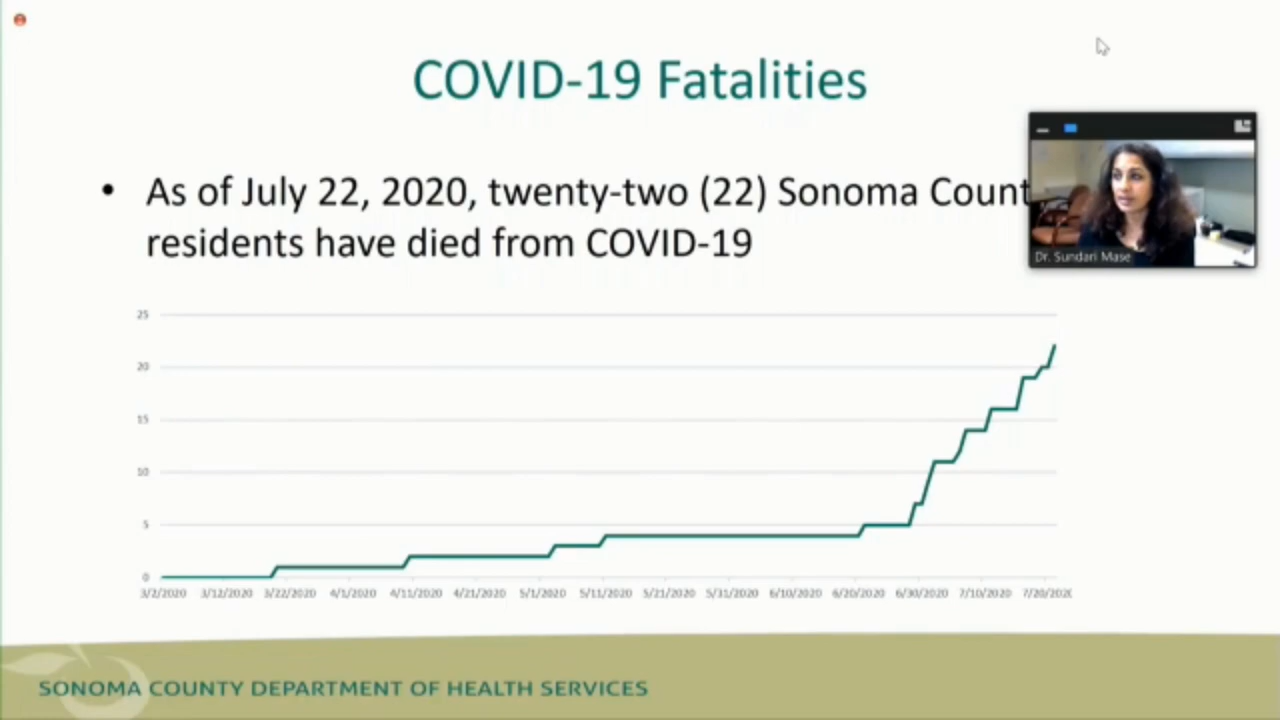 COVID-19 Fatalities
• As of July 22, 2020, twenty-two (22) Sonoma Count
residents have died from COVID-19
Dr. Sundari Mase
25
20
15
10
5
0
3/2/2020 3/12/2020 3/22/2020 4/1/2020 4/11/2020 4/21/2020 5/1/2020 5/11/2020 5/21/2020 5/31/2020 6/10/2020 6/20/2020 6/30/2020 7/10/2020 7/20/2020
SONOMA COUNTY DEPARTMENT OF HEALTH SERVICES